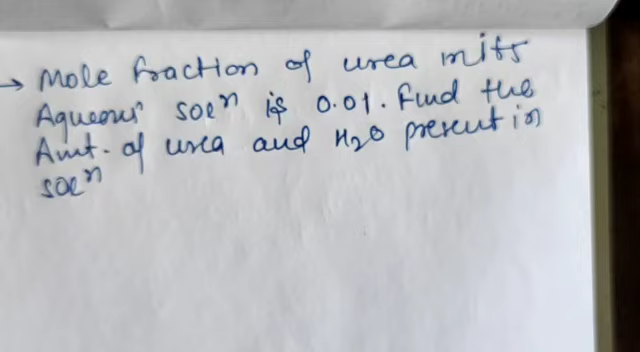 → Mole fraction of urea in its
Aqueous solⁿ is 0.01. Find the
Amt. of urea and H₂O present in
solⁿ